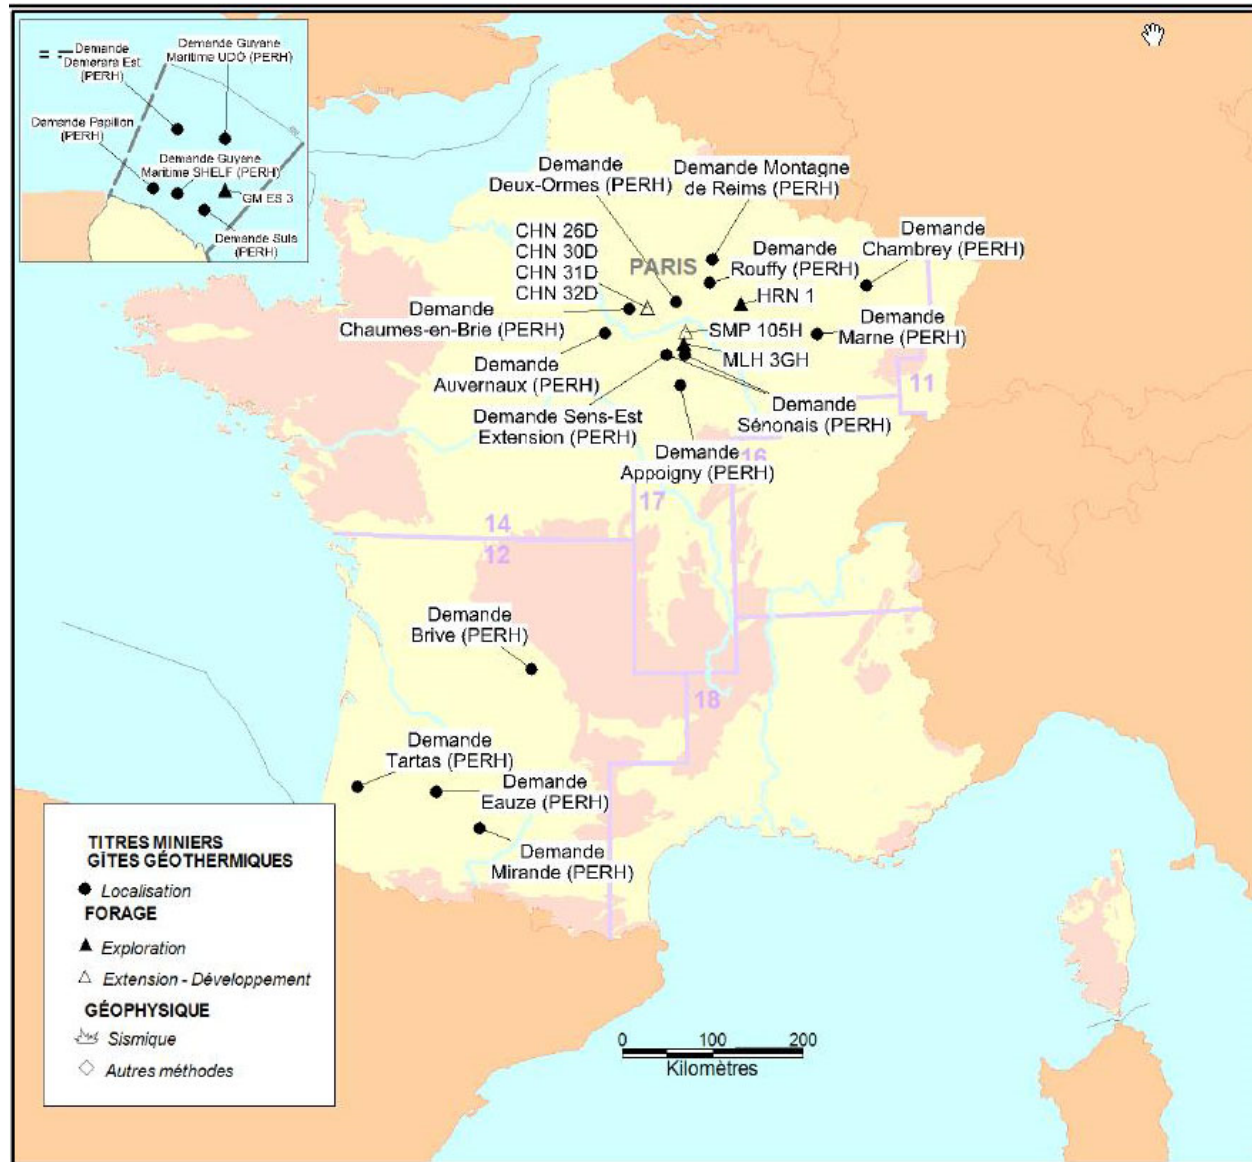 Demande
Demerara Est
(PERH)
Demande Guyane
Maritime UDO (PERH)
Demande Papillon
(PERH)
Demande Guyane
Maritime SHELF (PERH)
GM ES 3
Demande Sula
(PERH)
Demande
Deux-Ormes (PERH)
Demande Montagne
de Reims (PERH)
CHN 26D
CHN 30D
CHN 31D
CHN 32D
PARIS
Demande
Rouffy (PERH)
Demande
Chambrey (PERH)
HRN 1
Demande
Chaumes-en-Brie (PERH)
SMP 105H
Demande
Marne (PERH)
MLH 3GH
Demande
Auvernaux (PERH)
11
Demande Sens-Est
Extension (PERH)
Demande
Sénonais (PERH)
Demande
Appoigny (PERH)
16
17
14
12
Demande
Brive (PERH)
18
Demande
Tartas (PERH)
Demande
Eauze (PERH)
Demande
Mirande (PERH)
TITRES MINIERS
GÎTES GÉOTHERMIQUES
Localisation
FORAGE
Exploration
Extension - Développement
GÉOPHYSIQUE
Sismique
Autres méthodes
0 100 200
Kilomètres